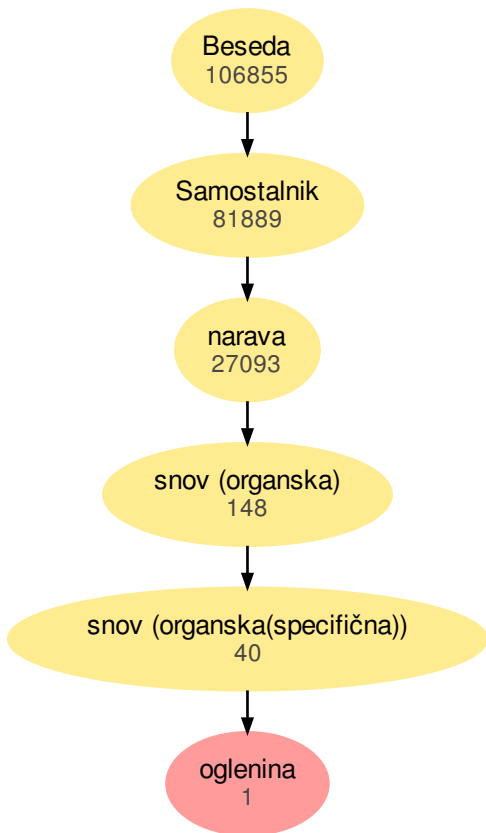 Beseda
106855
Samostalnik
81889
narava
27093
snov (organska)
148
snov (organska(specifična))
40
oglenina
1